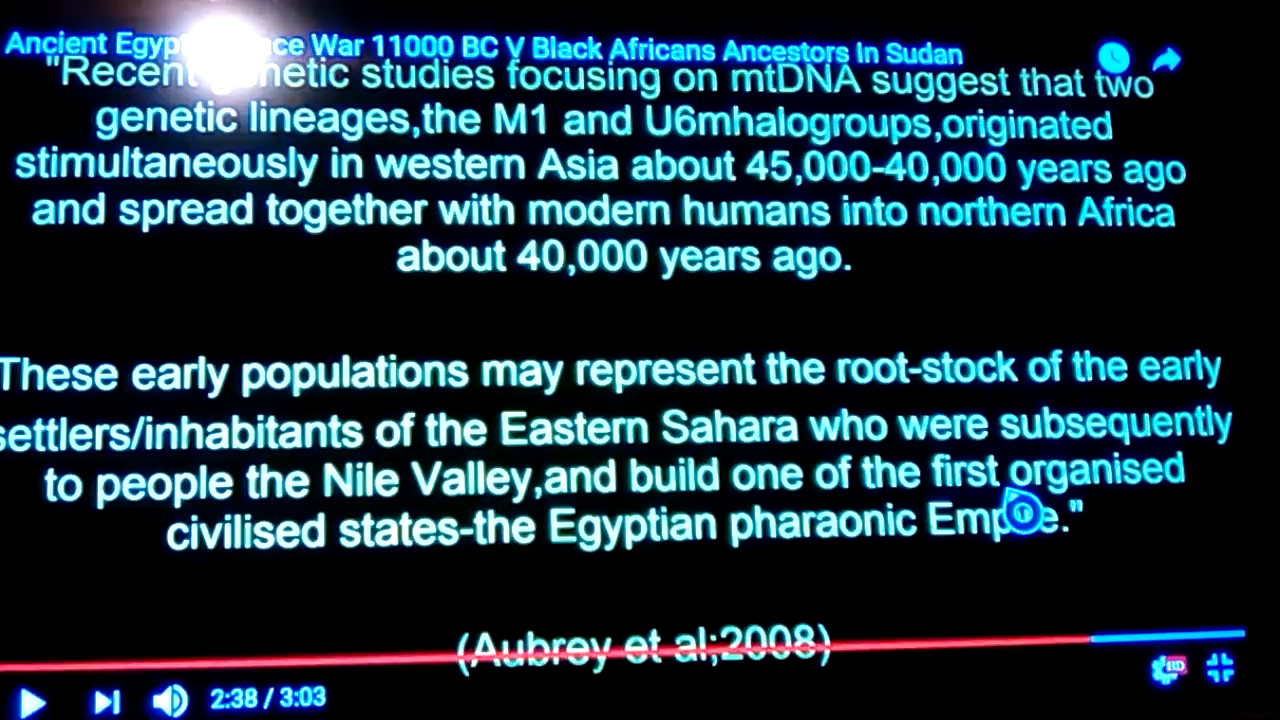 Ancient War 11000 BC V Black Africans Ancestors In Sudan
"Recent studies focusing on mtDNA suggest that two
genetic lineages,the M1 and U6mhalogroups,originated
stimultaneously in western Asia about 45,000-40,000 years ago
and spread together with modern humans into northern Africa
about 40,000 years ago.
These early populations may represent the root-stock of the early
settlers/inhabitants of the Eastern Sahara who were subsequently
to people the Nile Valley,and build one of the first organised
civilised states-the Egyptian pharaonic
(Aubrey et al;2008)
2:38 / 3:03
HD